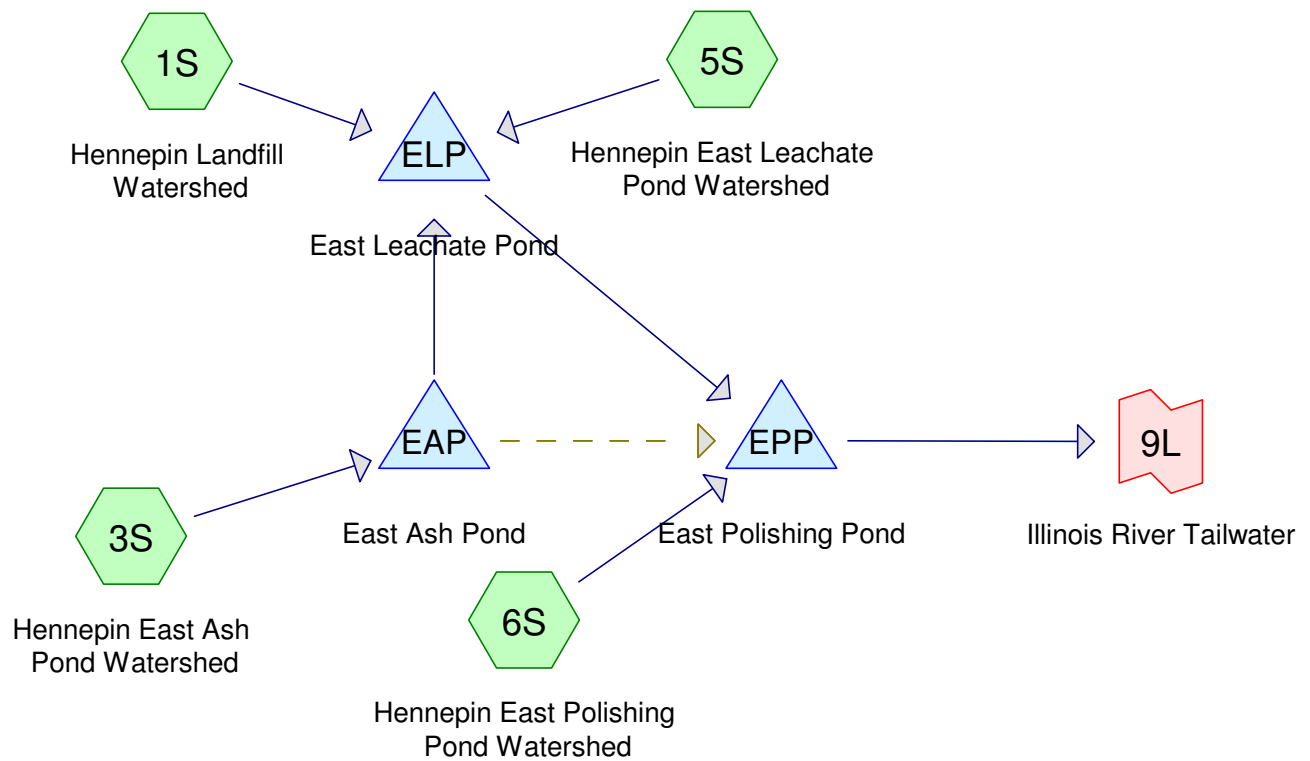 1S
Hennepin Landfill
Watershed
5S
Hennepin East Leachate
Pond Watershed
ELP
East Leachate Pond
EAP
East Ash Pond
EPP
East Polishing Pond
9L
Illinois River Tailwater
3S
Hennepin East Ash
Pond Watershed
6S
Hennepin East Polishing
Pond Watershed